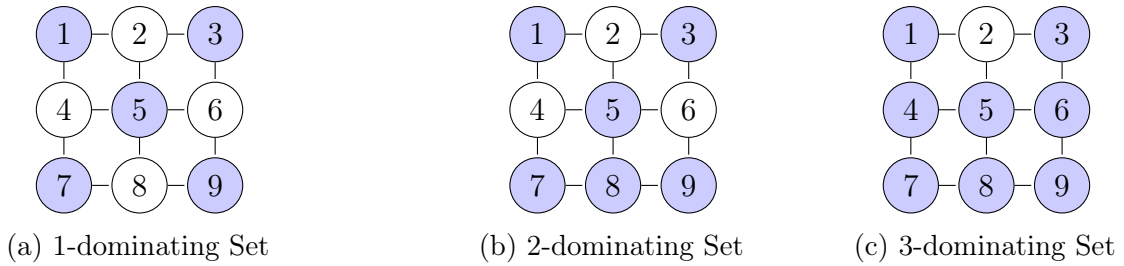 1 2 3 1 2 3 1 2 3
4 5 6 4 5 6 4 5 6
7 8 9 7 8 9 7 8 9
(a) 1-dominating Set (b) 2-dominating Set (c) 3-dominating Set